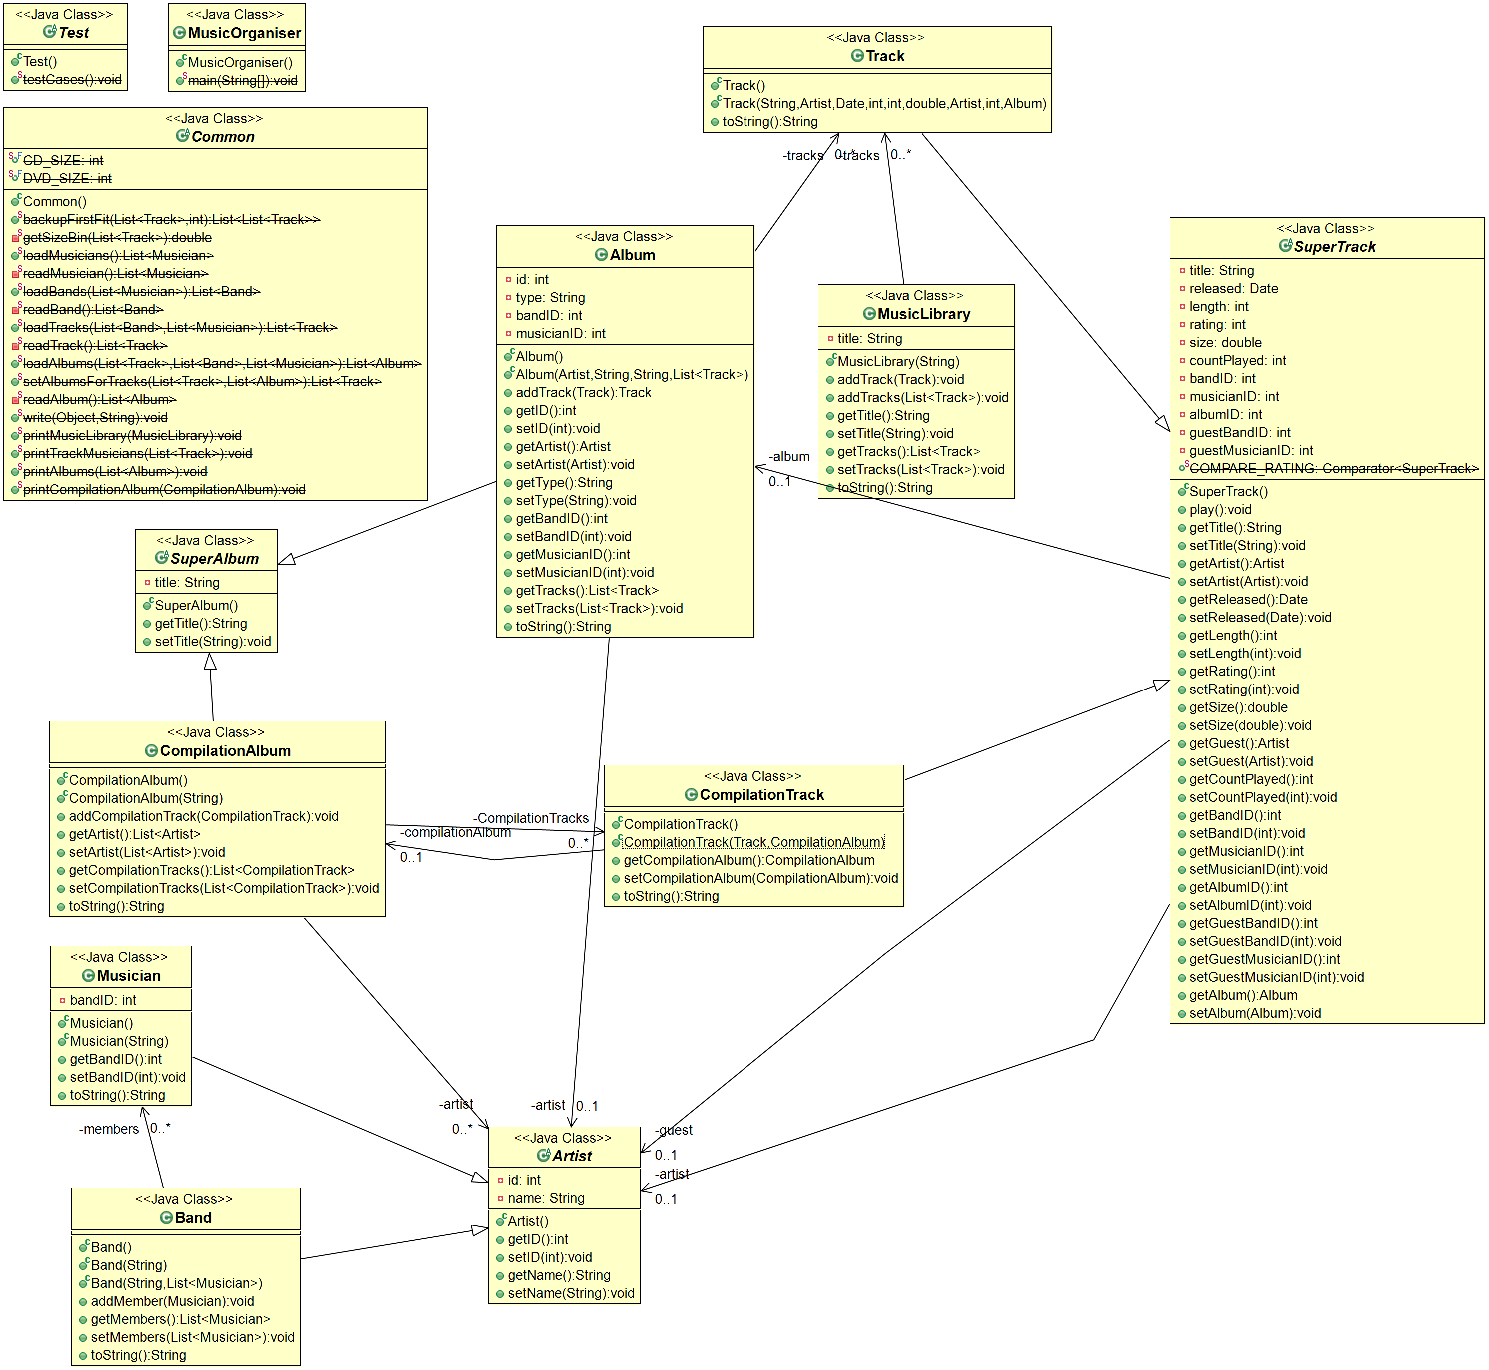 <<Java Class>>
Test
Test()
testCases():void
<<Java Class>>
MusicOrganiser
MusicOrganiser()
main(String[]):void
<<Java Class>>
Common
CD_SIZE: int
DVD_SIZE: int
Common()
backupFirstFit(List<Track>,int):List<List<Track>>
getSizeBin(List<Track>):double
loadMusicians():List<Musician>
readMusician():List<Musician>
loadBands(List<Musician>):List<Band>
readBand():List<Band>
loadTracks(List<Band>,List<Musician>):List<Track>
readTrack():List<Track>
loadAlbums(List<Track>,List<Band>,List<Musician>):List<Album>
setAlbumsForTracks(List<Track>,List<Album>):List<Track>
readAlbum():List<Album>
write(Object,String):void
printMusicLibrary(MusicLibrary):void
printTrackMusicians(List<Track>):void
printAlbums(List<Album>):void
printCompilationAlbum(CompilationAlbum):void
<<Java Class>>
Track
Track()
Track(String,Artist,Date,int,int,double,Artist,int,Album)
toString():String
-tracks
0..*
-tracks
0..*
<<Java Class>>
Album
id: int
type: String
bandID: int
musicianID: int
Album()
Album(Artist,String,String,List<Track>)
addTrack(Track):Track
getID():int
setID(int):void
getArtist():Artist
setArtist(Artist):void
getType():String
setType(String):void
getBandID():int
setBandID(int):void
getMusicianID():int
setMusicianID(int):void
getTracks():List<Track>
setTracks(List<Track>):void
toString():String
<<Java Class>>
MusicLibrary
title: String
MusicLibrary(String)
addTrack(Track):void
addTracks(List<Track>):void
getTitle():String
setTitle(String):void
getTracks():List<Track>
setTracks(List<Track>):void
toString():String
-album
0..1
<<Java Class>>
SuperTrack
title: String
released: Date
length: int
rating: int
size: double
countPlayed: int
bandID: int
musicianID: int
albumID: int
guestBandID: int
guestMusicianID: int
COMPARE_RATING: Comparator<SuperTrack>
SuperTrack()
play():void
getTitle():String
setTitle(String):void
getArtist():Artist
setArtist(Artist):void
getReleased():Date
setReleased(Date):void
getLength():int
setLength(int):void
getRating():int
setRating(int):void
getSize():double
setSize(double):void
getGuest():Artist
setGuest(Artist):void
getCountPlayed():int
setCountPlayed(int):void
getBandID():int
setBandID(int):void
getMusicianID():int
setMusicianID(int):void
getAlbumID():int
setAlbumID(int):void
getGuestBandID():int
setGuestBandID(int):void
getGuestMusicianID():int
setGuestMusicianID(int):void
getAlbum():Album
setAlbum(Album):void
<<Java Class>>
SuperAlbum
title: String
SuperAlbum()
getTitle():String
setTitle(String):void
<<Java Class>>
CompilationAlbum
CompilationAlbum()
CompilationAlbum(String)
addCompilationTrack(CompilationTrack):void
getArtist():List<Artist>
setArtist(List<Artist>):void
getCompilationTracks():List<CompilationTrack>
setCompilationTracks(List<CompilationTrack>):void
toString():String
-CompilationTracks
0..*
-compilationAlbum
0..1
<<Java Class>>
CompilationTrack
CompilationTrack()
CompilationTrack(Track,CompilationAlbum)
getCompilationAlbum():CompilationAlbum
setCompilationAlbum(CompilationAlbum):void
toString():String
<<Java Class>>
Musician
bandID: int
Musician()
Musician(String)
getBandID():int
setBandID(int):void
toString():String
-members
0..*
<<Java Class>>
Band
Band()
Band(String)
Band(String,List<Musician>)
addMember(Musician):void
getMembers():List<Musician>
setMembers(List<Musician>):void
toString():String
-artist
0..*
-artist
0..1
-guest
0..1
-artist
0..1
<<Java Class>>
Artist
id: int
name: String
Artist()
getID():int
setID(int):void
getName():String
setName(String):void